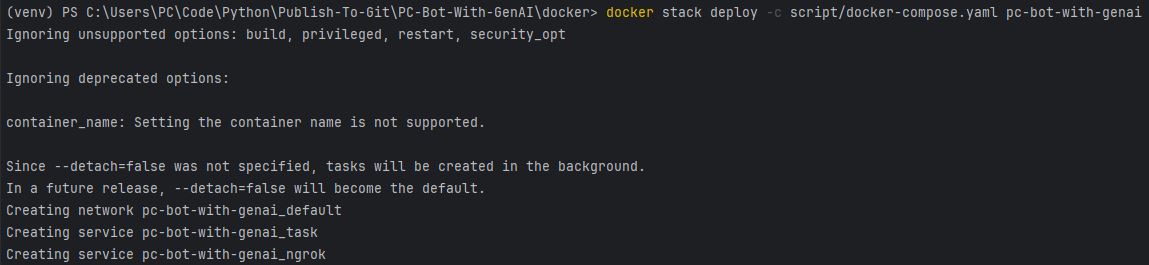 (venv) PS C:\Users\PC\Code\Python\Publish-To-Git\PC-Bot-With-GenAI\docker> docker stack deploy -c script/docker-compose.yaml pc-bot-with-genai
Ignoring unsupported options: build, privileged, restart, security_opt
Ignoring deprecated options:
container_name: Setting the container name is not supported.
Since --detach=false was not specified, tasks will be created in the background.
In a future release, --detach=false will become the default.
Creating network pc-bot-with-genai_default
Creating service pc-bot-with-genai_task
Creating service pc-bot-with-genai_ngrok